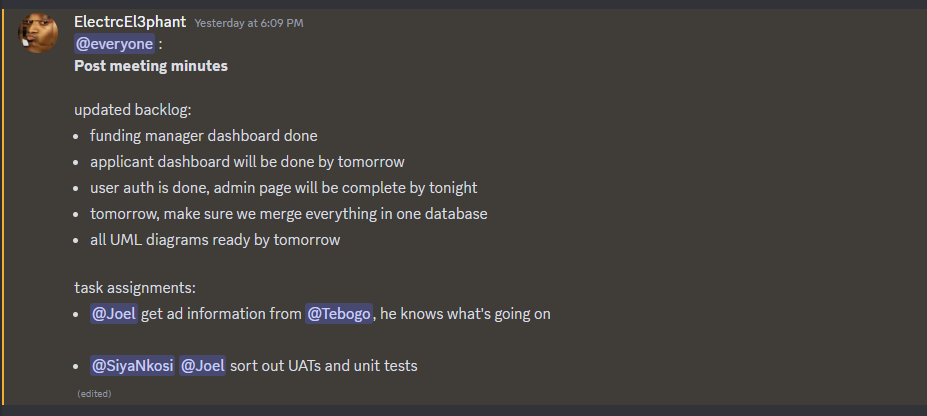 ElectrcEl3phant Yesterday at 6:09 PM
@everyone :
Post meeting minutes
updated backlog:
• funding manager dashboard done
• applicant dashboard will be done by tomorrow
• user auth is done, admin page will be complete by tonight
• tomorrow, make sure we merge everything in one database
• all UML diagrams ready by tomorrow
task assignments:
• @Joel get ad information from @Tebogo, he knows what's going on
• @SiyaNkosi @Joel sort out UATs and unit tests
(edited)